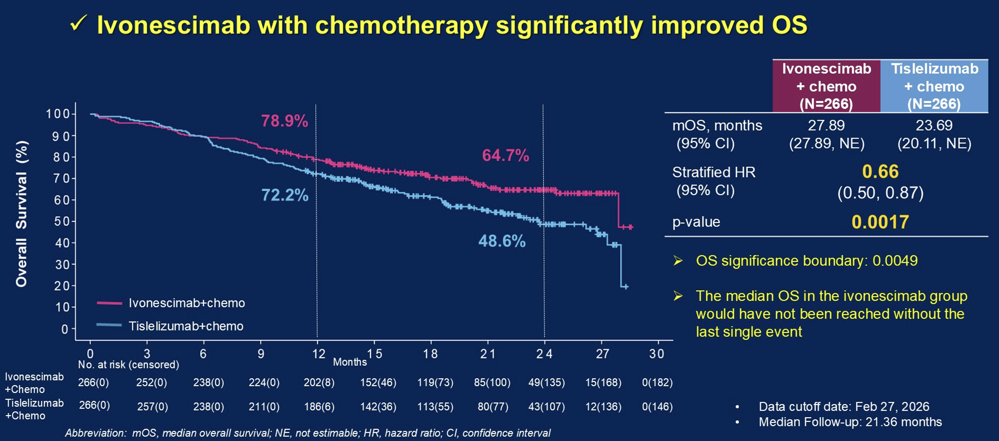 ✓ Ivonescimab with chemotherapy significantly improved OS
Ivonescimab
+ chemo
(N=266)
Tislelizumab
+ chemo
(N=266)
mOS, months
(95% CI)
27.89
(27.89, NE)
23.69
(20.11, NE)
Stratified HR
(95% CI)
0.66
(0.50, 0.87)
p-value
0.0017
➢ OS significance boundary: 0.0049
➢ The median OS in the ivonescimab group
would have not been reached without the
last single event
• Data cutoff date: Feb 27, 2026
• Median Follow-up: 21.36 months
Overall Survival (%)
100
90
80
70
60
50
40
30
20
10
0
78.9%
72.2%
64.7%
48.6%
Ivonescimab+chemo
Tislelizumab+chemo
0 3 6 9 12 15 18 21 24 27 30
Months
No. at risk (censored)
Ivonescimab
+Chemo
266(0) 252(0) 238(0) 224(0) 202(8) 152(46) 119(73) 85(100) 49(135) 15(168) 0(182)
Tislelizumab
+Chemo
266(0) 257(0) 238(0) 211(0) 186(6) 142(36) 113(55) 80(77) 43(107) 12(136) 0(146)
Abbreviation: mOS, median overall survival; NE, not estimable; HR, hazard ratio; CI, confidence interval